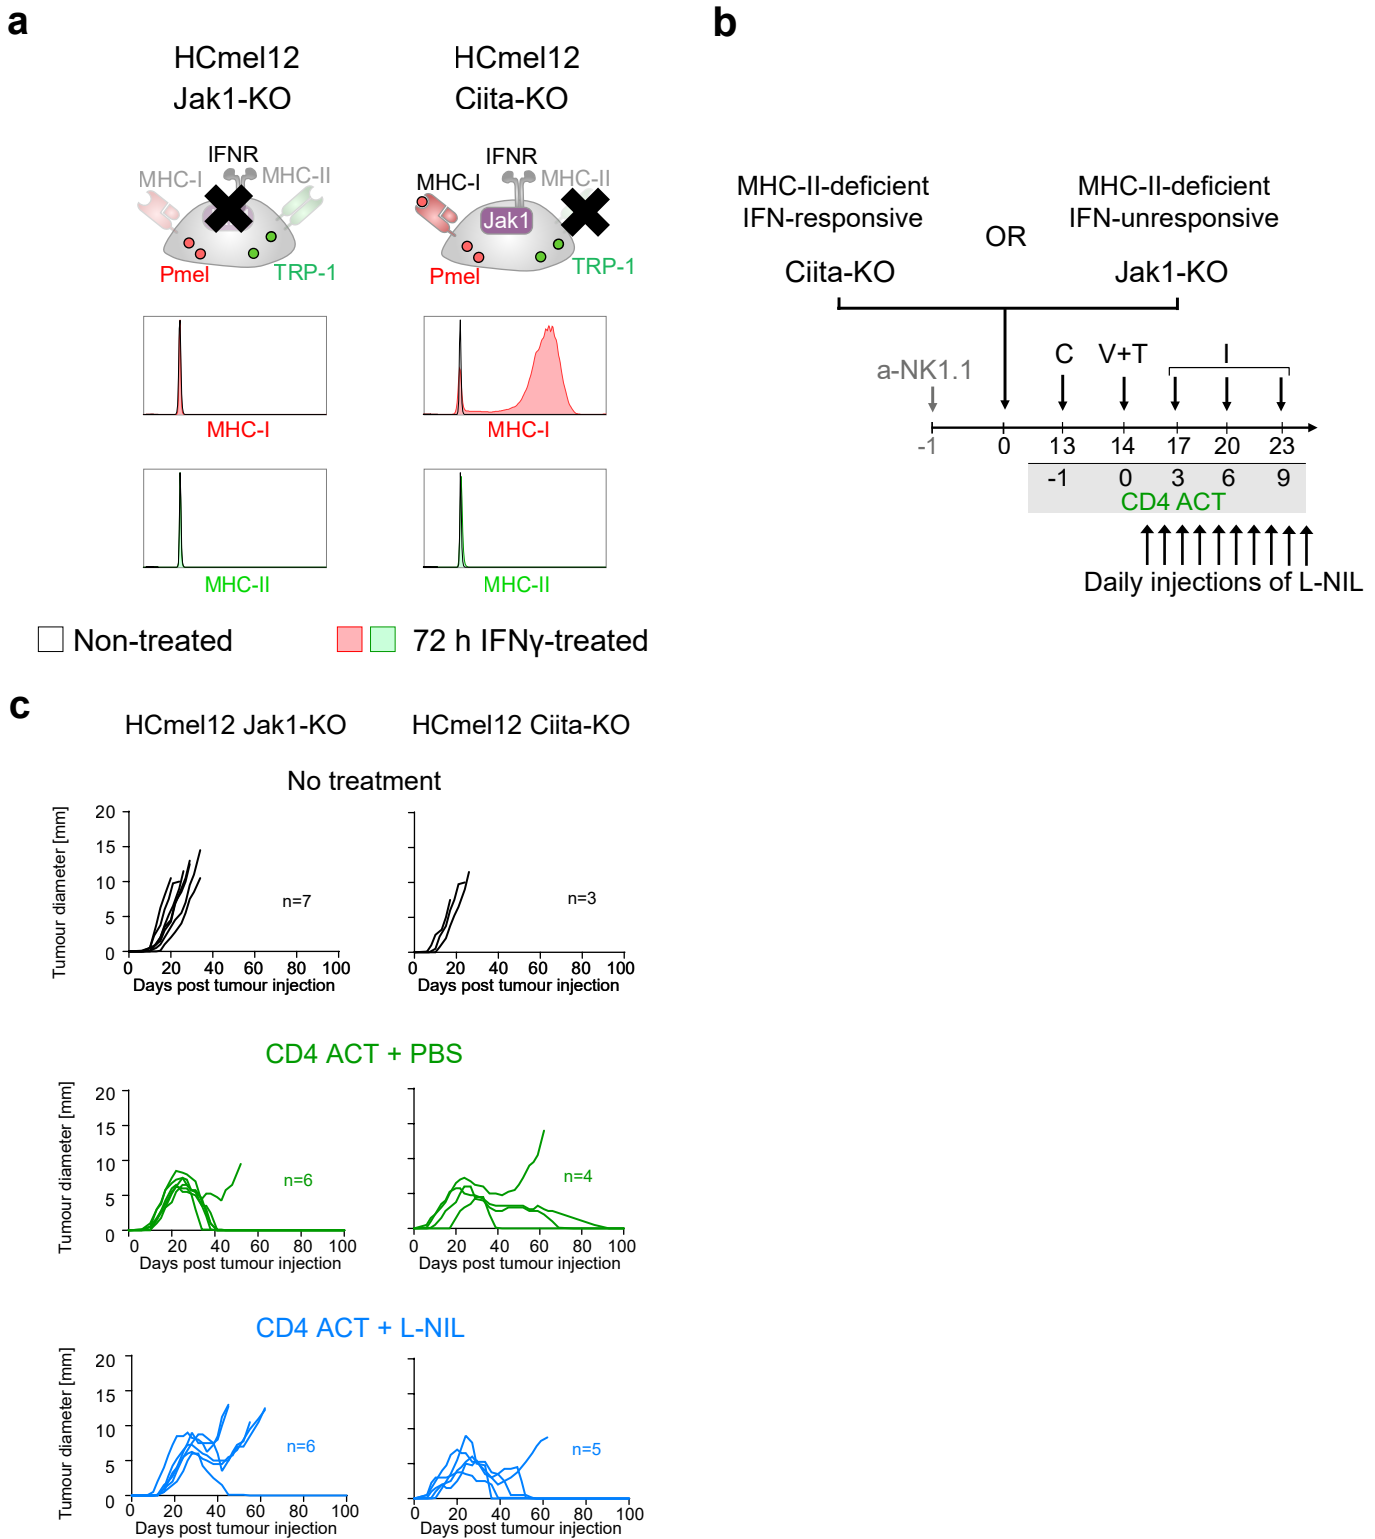 a
HCmel12
Jak1-KO
HCmel12
Ciita-KO
IFNR
MHC-I
MHC-II
Pmel
TRP-1
IFNR
MHC-I
MHC-II
Jak1
Pmel
TRP-1
MHC-I
MHC-I
MHC-II
MHC-II
Non-treated
72 h IFNγ-treated
b
MHC-II-deficient
IFN-responsive
Ciita-KO
OR
MHC-II-deficient
IFN-unresponsive
Jak1-KO
a-NK1.1
C
V+T
I
-1 0 13 14 17 20 23
-1 0 3 6 9
CD4 ACT
Daily injections of L-NIL
c
HCmel12 Jak1-KO
HCmel12 Ciita-KO
No treatment
Tumour diameter [mm]
20
15
10
5
0
n=7
0 20 40 60 80 100
Days post tumour injection
n=3
0 20 40 60 80 100
Days post tumour injection
CD4 ACT + PBS
Tumour diameter [mm]
20
15
10
5
0
n=6
0 20 40 60 80 100
Days post tumour injection
n=4
0 20 40 60 80 100
Days post tumour injection
CD4 ACT + L-NIL
Tumour diameter [mm]
20
15
10
5
0
n=6
0 20 40 60 80 100
Days post tumour injection
n=5
0 20 40 60 80 100
Days post tumour injection